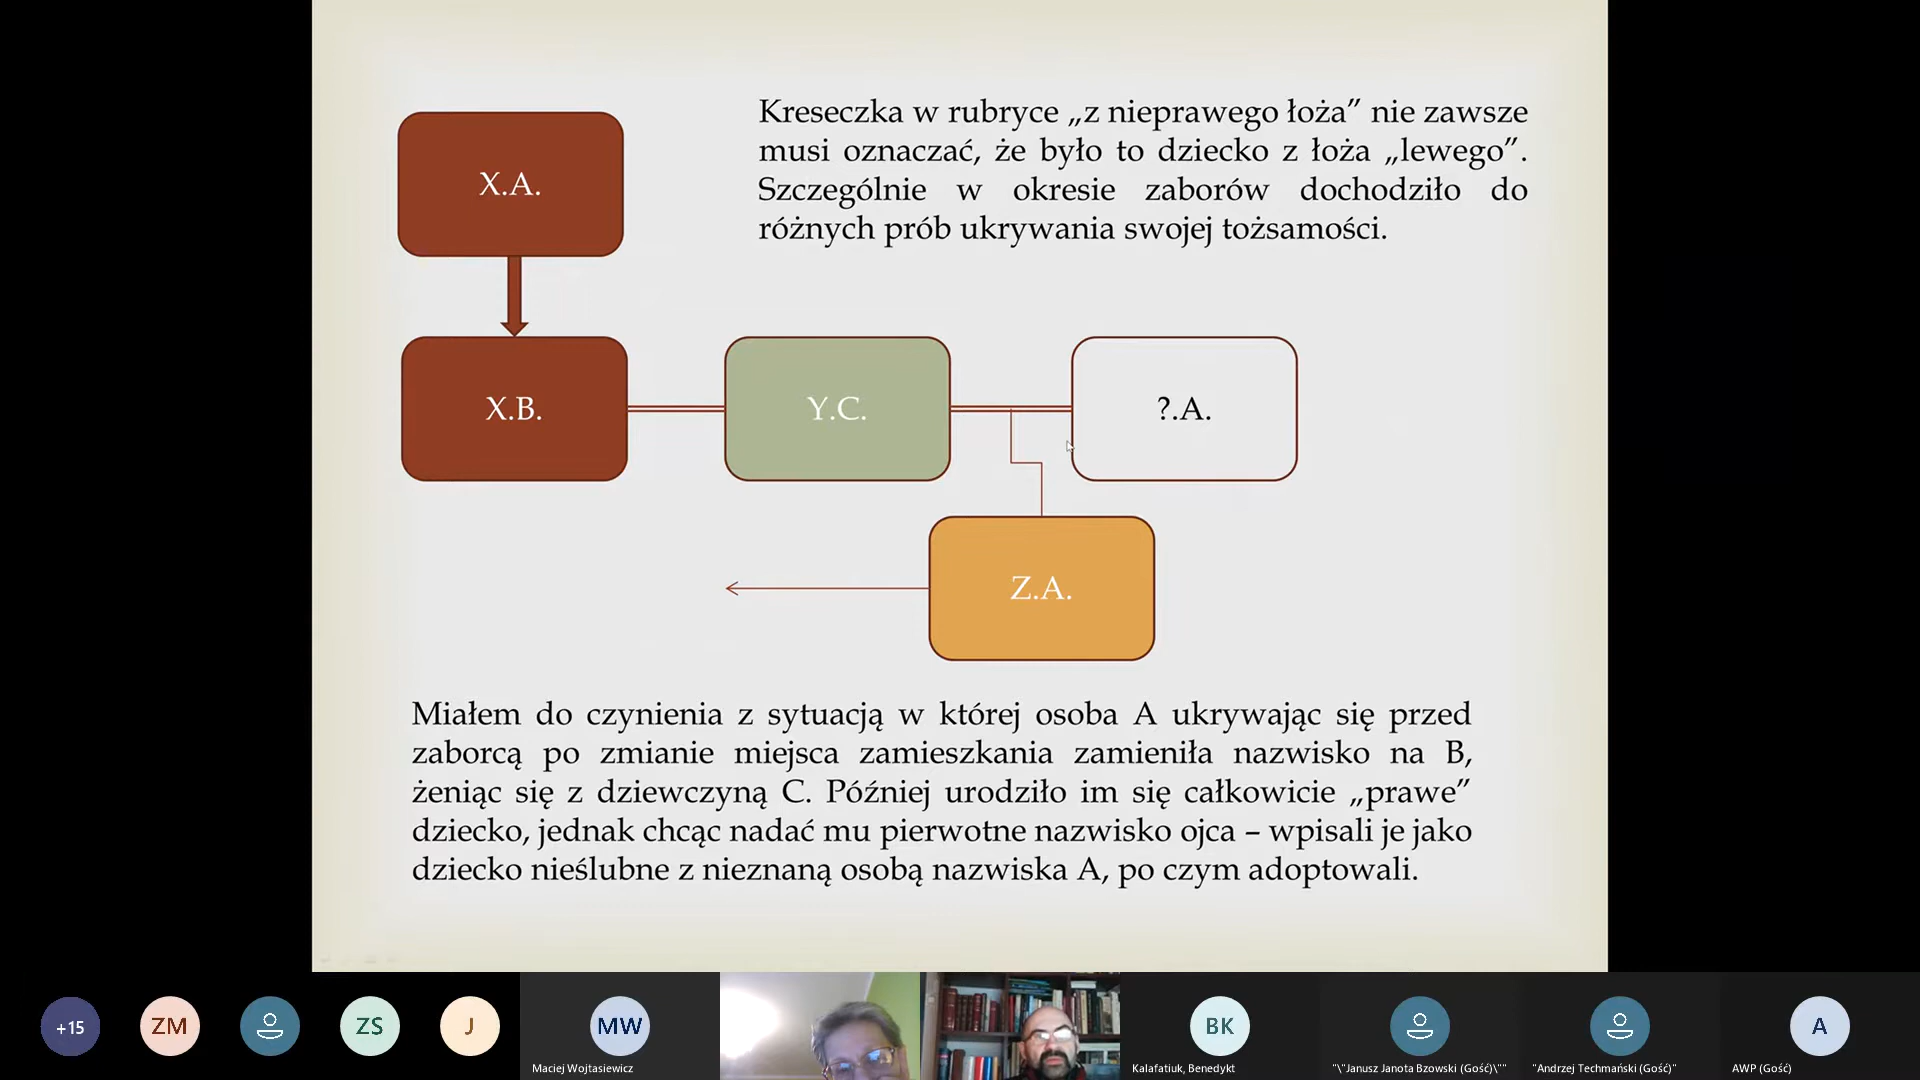 Kreseczka w rubryce „z nieprawego łoża” nie zawsze
musi oznaczać, że było to dziecko z łoża „lewego”.
Szczególnie w okresie zaborów dochodziło do
różnych prób ukrywania swojej tożsamości.
X.A.
X.B.
Y.C.
?.A.
Z.A.
Miałem do czynienia z sytuacją w której osoba A ukrywając się przed
zaborcą po zmianie miejsca zamieszkania zamieniła nazwisko na B,
żeniąc się z dziewczyną C. Później urodziło im się całkowicie „prawe”
dziecko, jednak chcąc nadać mu pierwotne nazwisko ojca – wpisali je jako
dziecko nieślubne z nieznaną osobą nazwiska A, po czym adoptowali.
+15
ZM
ZS
J
MW
BK
A
Maciej Wojtasiewicz
Kalafatiuk, Benedykt
"\"Janusz Janota Bzowski (Gość)\""
"Andrzej Techmański (Gość)"
AWP (Gość)